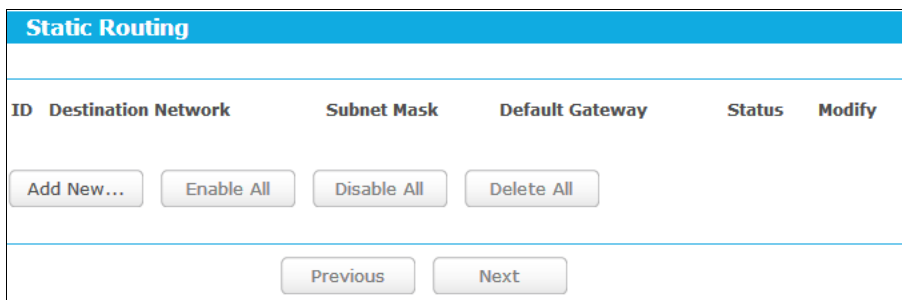 Static Routing
ID Destination Network Subnet Mask Default Gateway Status Modify
Add New... Enable All Disable All Delete All
Previous Next